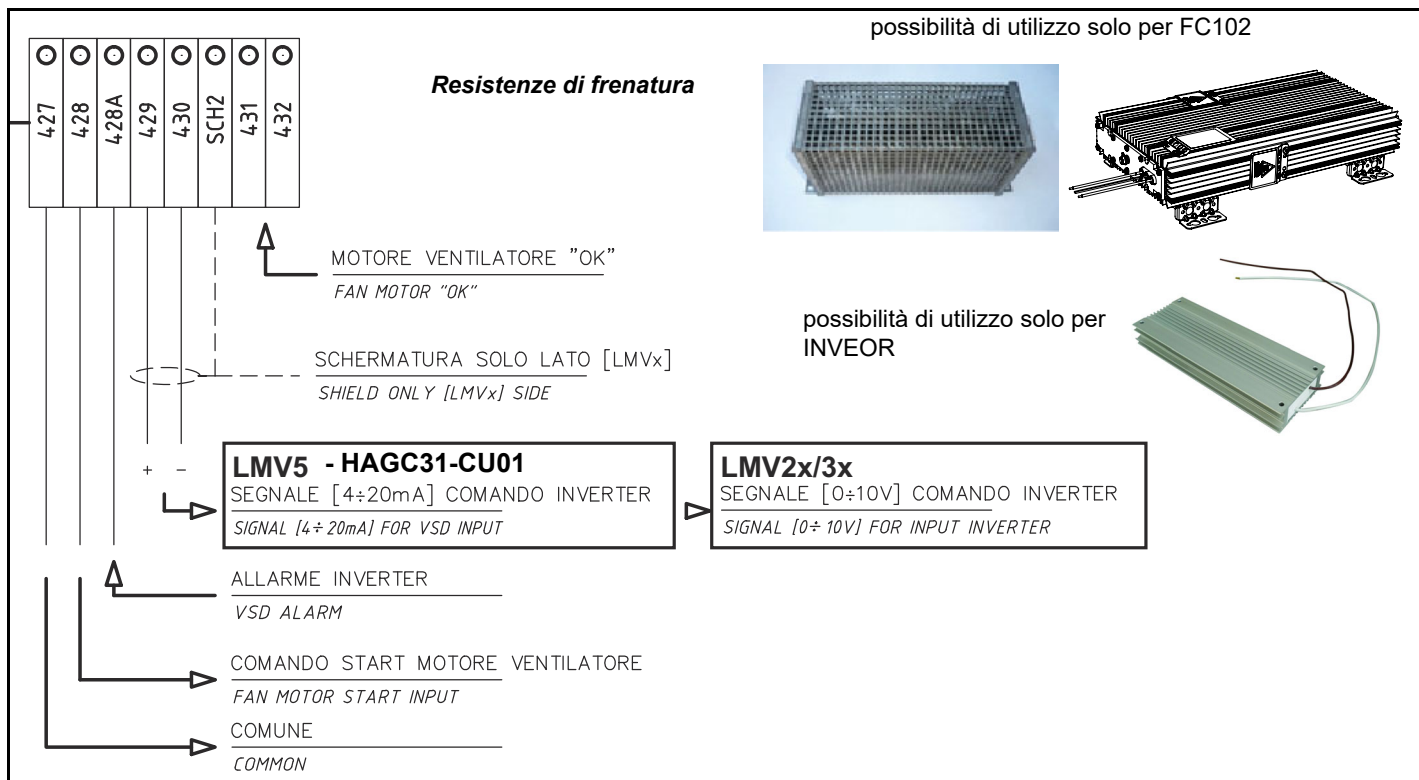 possibilità di utilizzo solo per FC102
427
428
428A
429
430
SCH2
431
432
Resistenze di frenatura
MOTORE VENTILATORE "OK"
FAN MOTOR "OK"
possibilità di utilizzo solo per
INVEOR
SCHERMATURA SOLO LATO [LMVx]
SHIELD ONLY [LMVx] SIDE
+ −
LMV5 - HAGC31-CU01
SEGNALE [4÷20mA] COMANDO INVERTER
SIGNAL [4÷20mA] FOR VSD INPUT
LMV2x/3x
SEGNALE [0÷10V] COMANDO INVERTER
SIGNAL [0÷10V] FOR INPUT INVERTER
ALLARME INVERTER
VSD ALARM
COMANDO START MOTORE VENTILATORE
FAN MOTOR START INPUT
COMUNE
COMMON